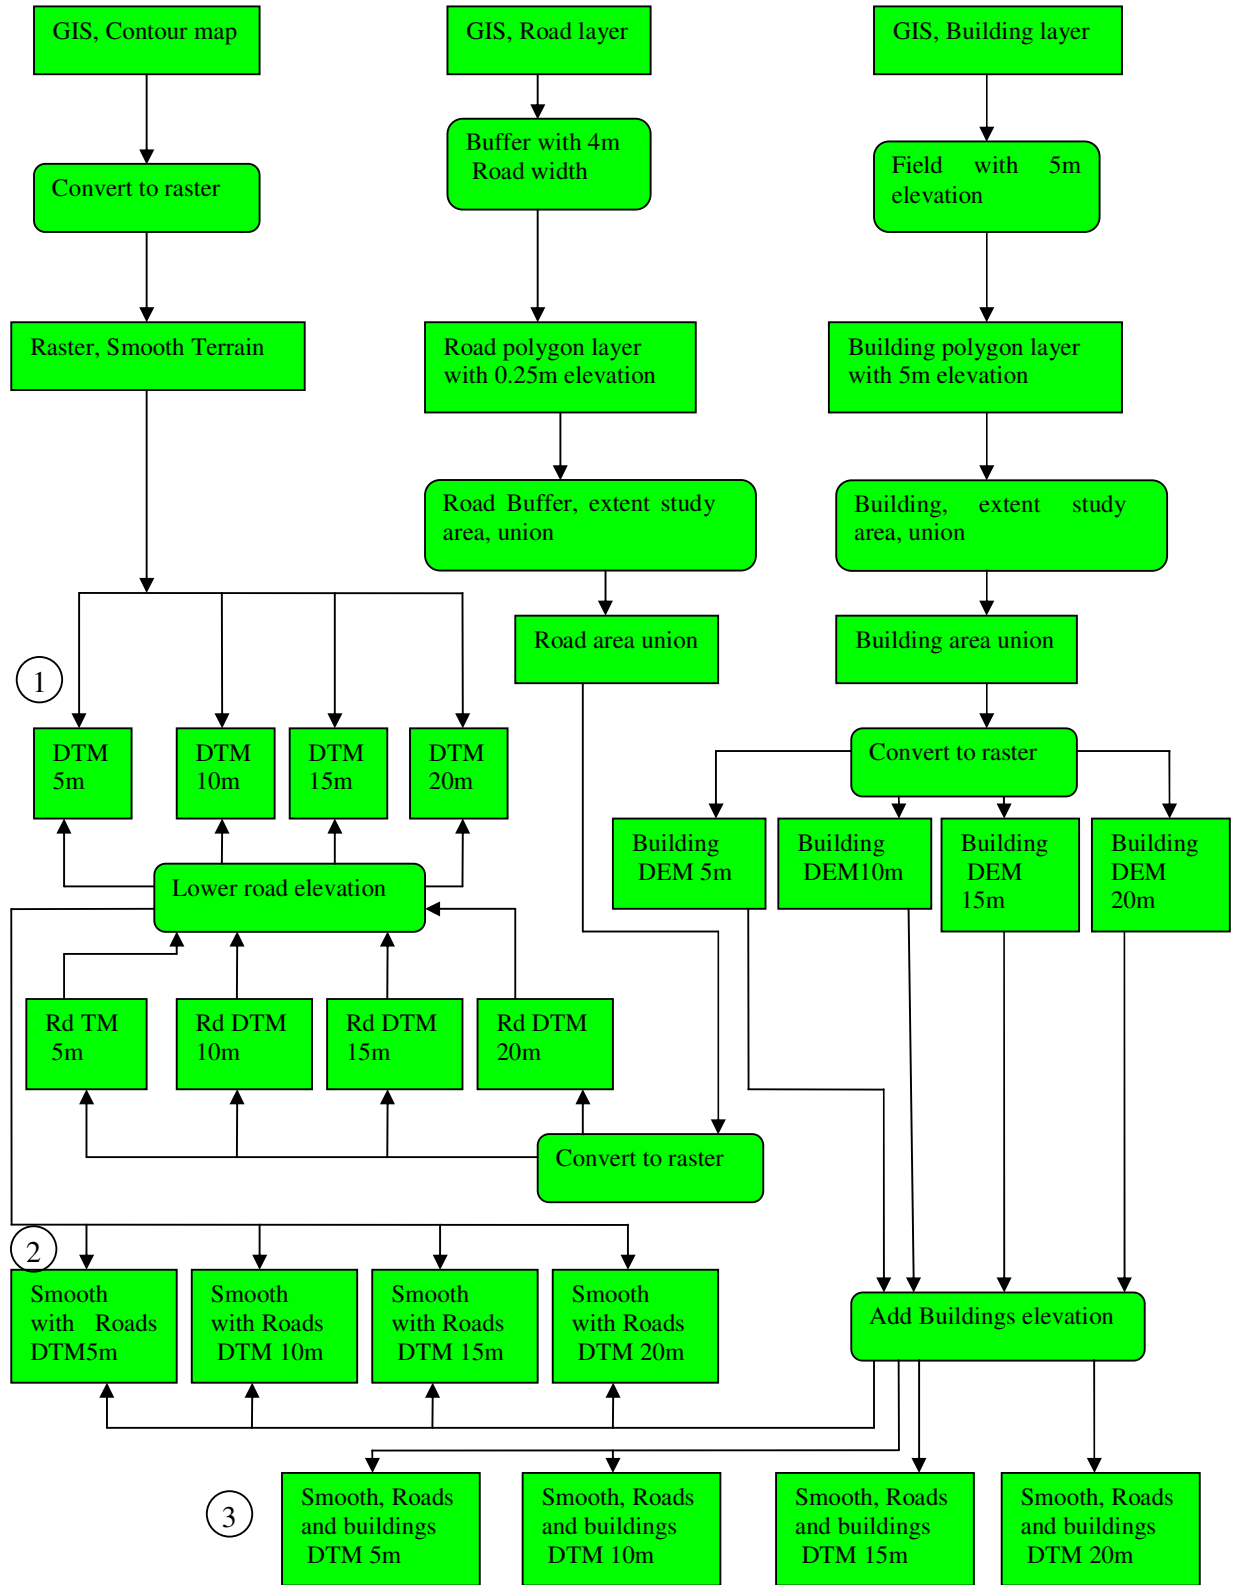 GIS, Contour map
GIS, Road layer
GIS, Building layer
Buffer with 4m
Road width
Field with 5m
elevation
Convert to raster
Raster, Smooth Terrain
Road polygon layer
with 0.25m elevation
Building polygon layer
with 5m elevation
Road Buffer, extent study
area, union
Building, extent study
area, union
Road area union
Building area union
1
DTM
5m
DTM
10m
DTM
15m
DTM
20m
Convert to raster
Building
DEM 5m
Building
DEM10m
Building
DEM
15m
Building
DEM
20m
Lower road elevation
Rd TM
5m
Rd DTM
10m
Rd DTM
15m
Rd DTM
20m
Convert to raster
2
Smooth
with Roads
DTM5m
Smooth
with Roads
DTM 10m
Smooth
with Roads
DTM 15m
Smooth
with Roads
DTM 20m
Add Buildings elevation
3
Smooth, Roads
and buildings
DTM 5m
Smooth, Roads
and buildings
DTM 10m
Smooth, Roads
and buildings
DTM 15m
Smooth, Roads
and buildings
DTM 20m